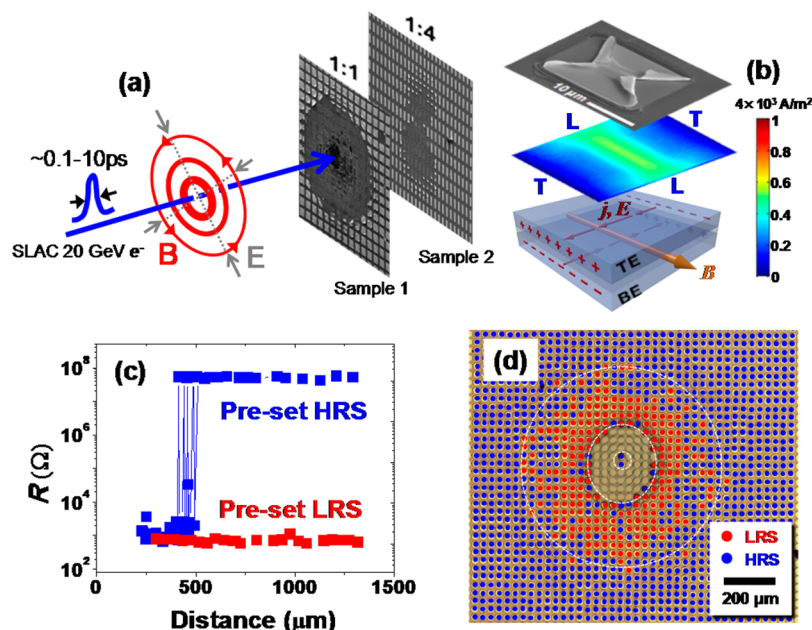 (a)
~0.1-10ps
SLAC 20 GeV e⁻
B
E
1:1
1:4
Sample 1
Sample 2
(b)
10 μm
4× 10³ A/m²
L
T
T
L
j, E
TE
BE
B
1
0.8
0.6
0.4
0.2
0
(c)
R (Ω)
10⁸
10⁶
10⁴
10²
Pre-set HRS
Pre-set LRS
0
500
1000
1500
Distance (μm)
(d)
LRS
HRS
200 μm